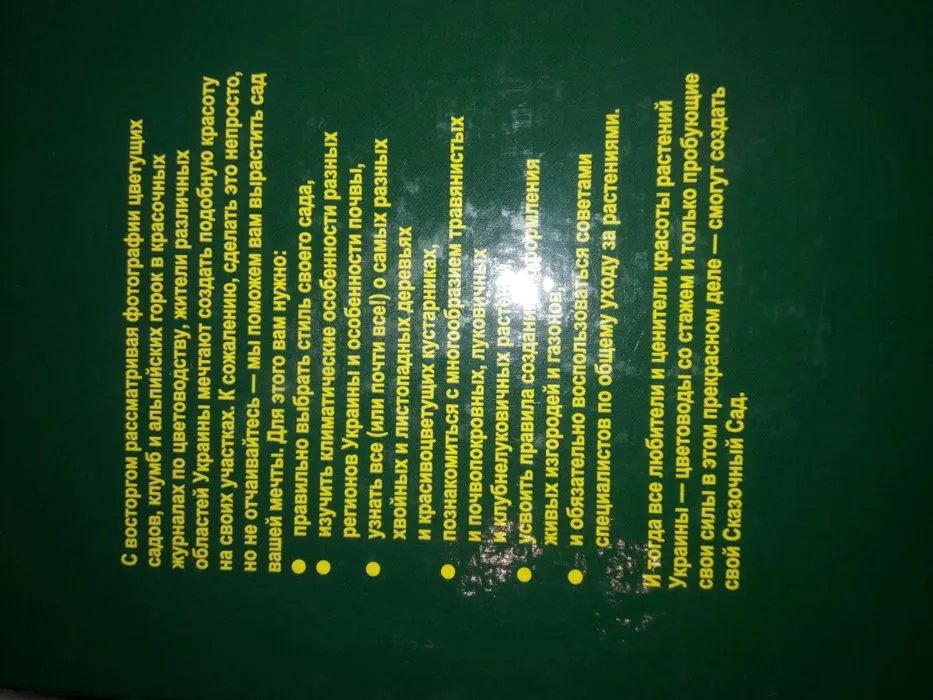 С восторгом рассматривая фотографии цветущих
садов, клумб и альпийских горок в красочных
журналах по цветоводству, жители различных
областей Украины мечтают создать подобную красоту
на своих участках. К сожалению, сделать это непросто,
но не отчаивайтесь — мы поможем вам вырастить сад
вашей мечты. Для этого вам нужно:
● правильно выбрать стиль своего сада,
● изучить климатические особенности разных
регионов Украины и особенности почвы,
● узнать все (или почти все!) о самых разных
хвойных и листопадных деревьях
и красивоцветущих кустарниках,
● познакомиться с многообразием травянистых
и почвопокровных, луковичных
и клубнелуковичных
● усвоить правила оформления
живых изгородей и газонов
● и обязательно воспользоваться советами
специалистов по общему уходу за растениями.
И тогда все любители и ценители красоты растений
Украины — цветоводы со стажем и только пробующие
свои силы в этом прекрасном деле — смогут создать
свой Сказочный Сад.